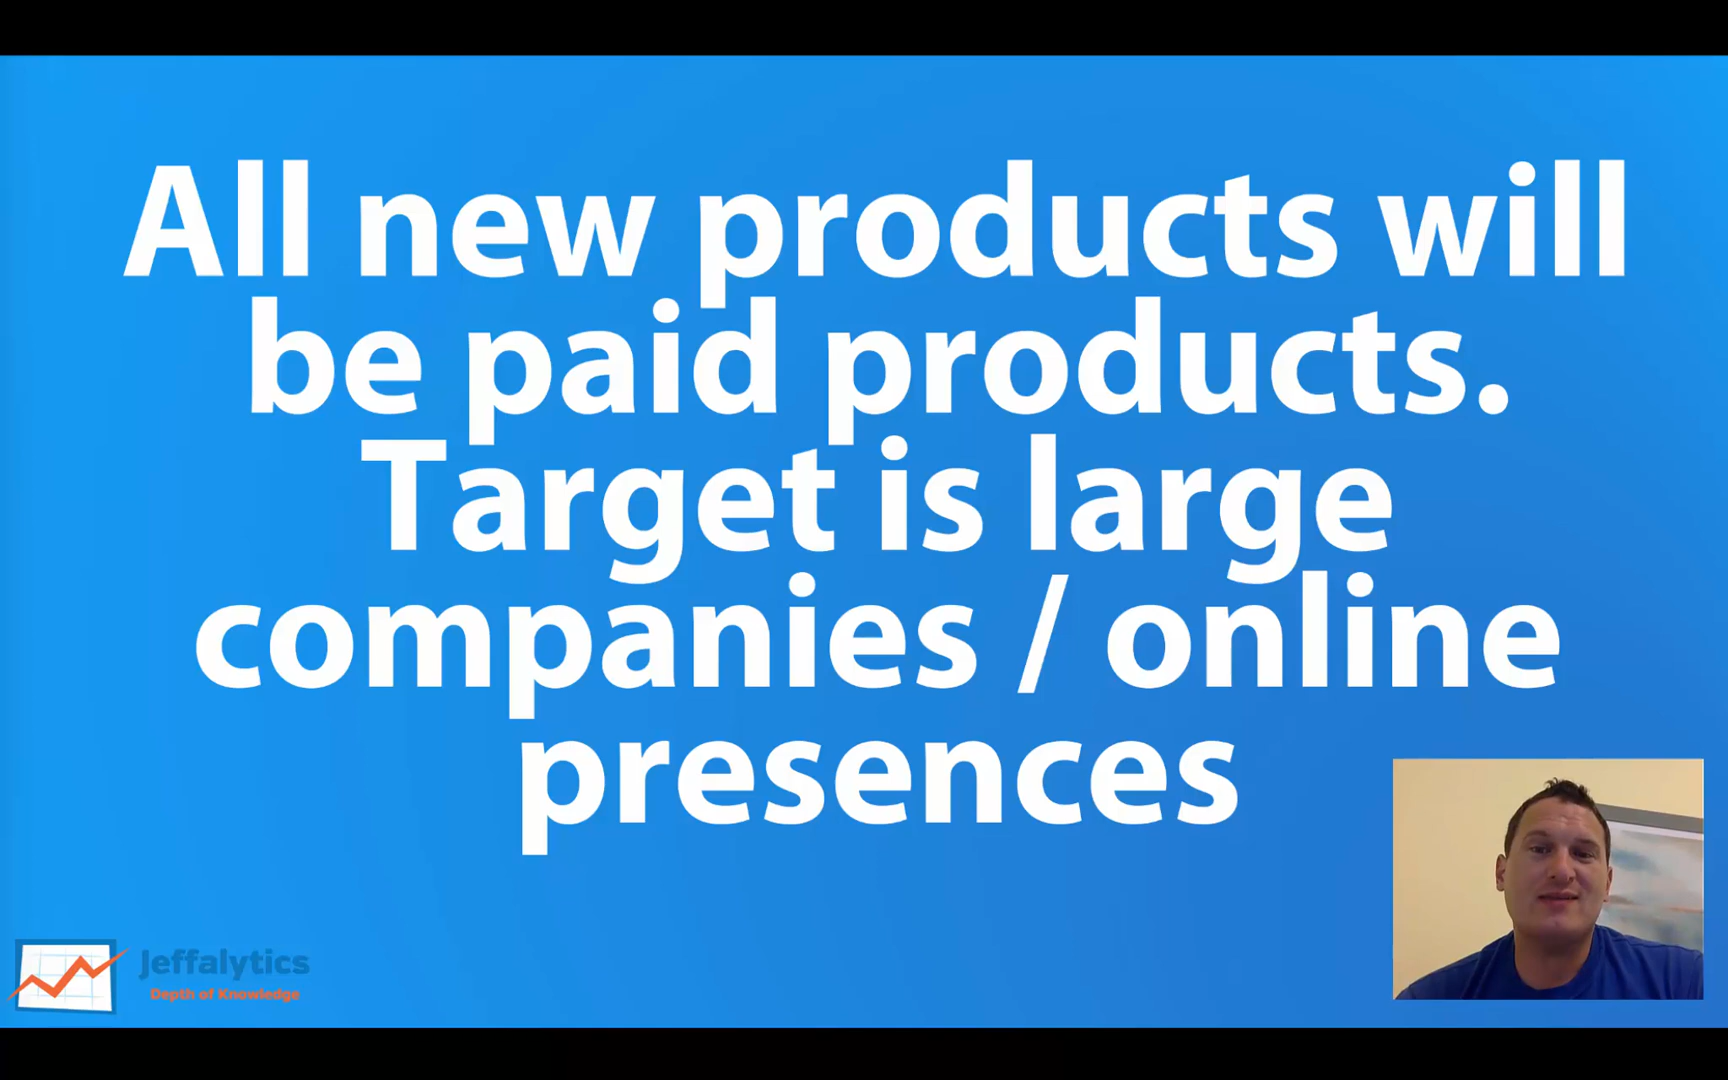 All new products will
be paid products.
Target is large
companies / online
presences
Jeffalytics
Depth of Knowledge